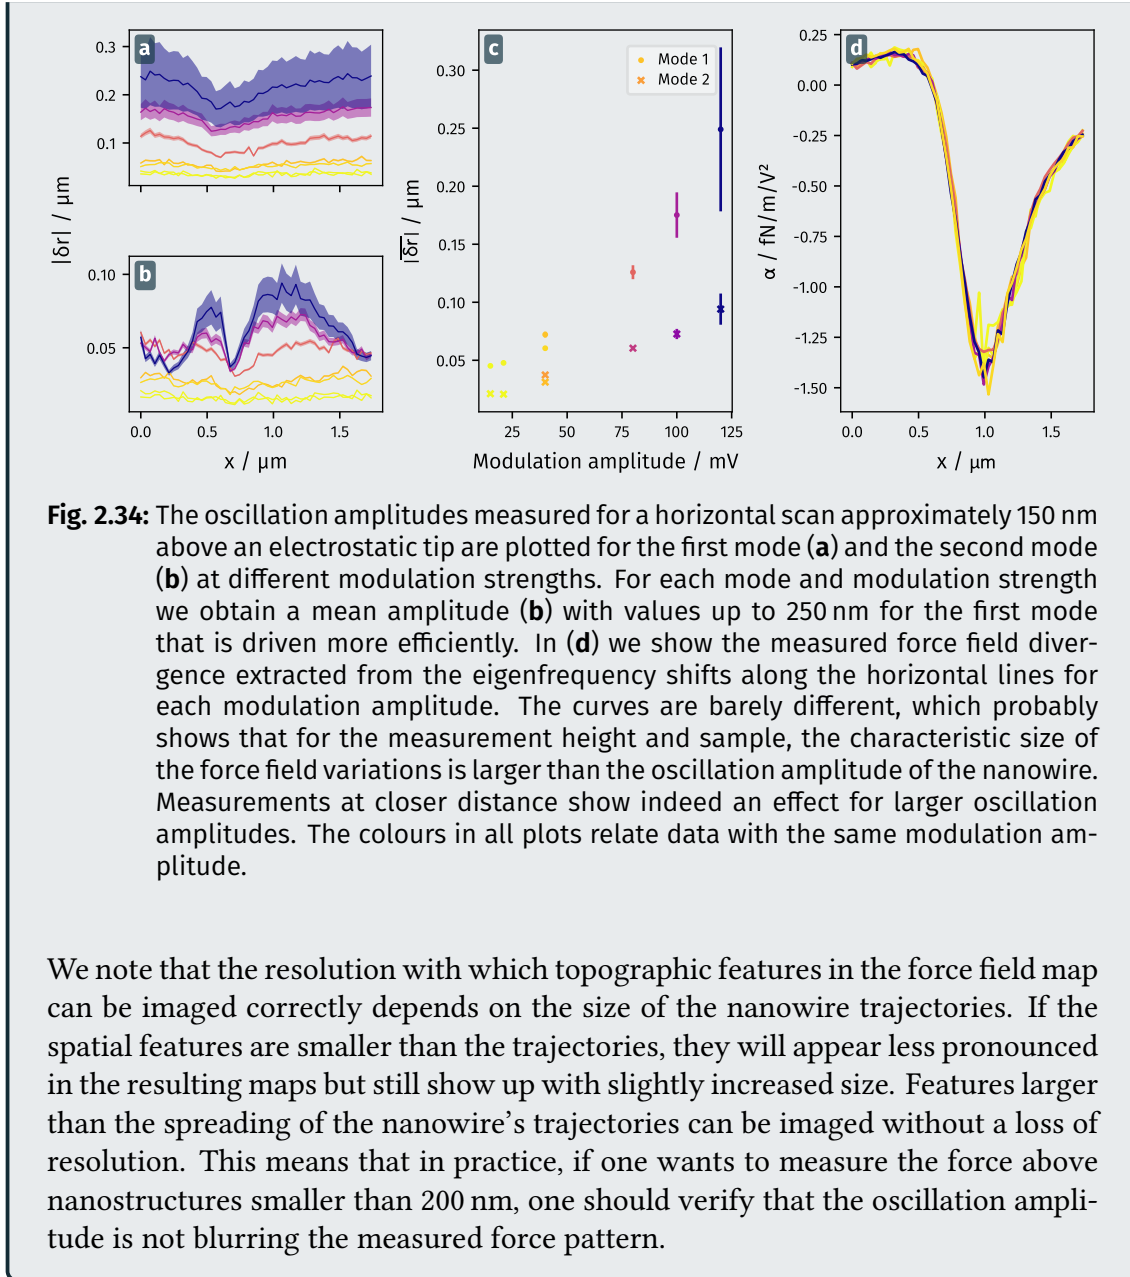 a
0.3
0.2
0.1
|δr| / μm
b
0.10
0.05
0.0
0.5
1.0
1.5
x / μm
c
Mode 1
Mode 2
0.30
0.25
0.20
0.15
0.10
0.05
|δr| / μm
25
50
75
100
125
Modulation amplitude / mV
d
0.25
0.00
-0.25
-0.50
-0.75
-1.00
-1.25
-1.50
α / fN/m/V²
0.0
0.5
1.0
1.5
x / μm
Fig. 2.34: The oscillation amplitudes measured for a horizontal scan approximately 150 nm
above an electrostatic tip are plotted for the first mode (a) and the second mode
(b) at different modulation strengths. For each mode and modulation strength
we obtain a mean amplitude (b) with values up to 250 nm for the first mode
that is driven more efficiently. In (d) we show the measured force field diver-
gence extracted from the eigenfrequency shifts along the horizontal lines for
each modulation amplitude. The curves are barely different, which probably
shows that for the measurement height and sample, the characteristic size of
the force field variations is larger than the oscillation amplitude of the nanowire.
Measurements at closer distance show indeed an effect for larger oscillation
amplitudes. The colours in all plots relate data with the same modulation am-
plitude.
We note that the resolution with which topographic features in the force field map
can be imaged correctly depends on the size of the nanowire trajectories. If the
spatial features are smaller than the trajectories, they will appear less pronounced
in the resulting maps but still show up with slightly increased size. Features larger
than the spreading of the nanowire's trajectories can be imaged without a loss of
resolution. This means that in practice, if one wants to measure the force above
nanostructures smaller than 200 nm, one should verify that the oscillation ampli-
tude is not blurring the measured force pattern.